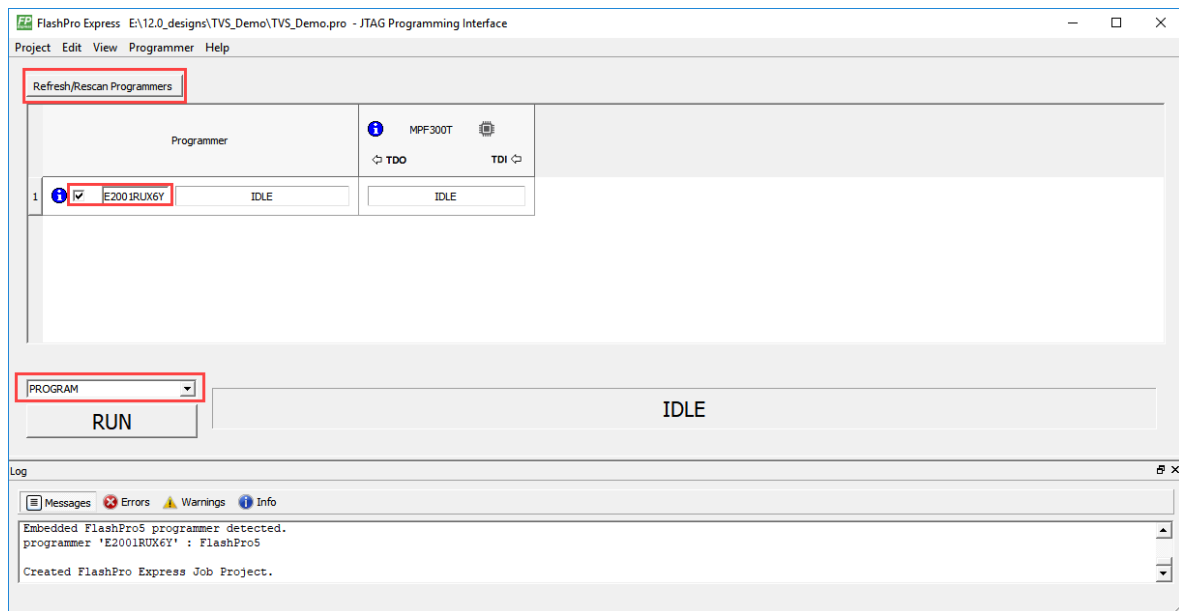 FP FlashPro Express E:\12.0_designs\TVS_Demo\TVS_Demo.pro - JTAG Programming Interface
Project Edit View Programmer Help
Refresh/Rescan Programmers
Programmer
MPF300T
TDO TDI
1 E2001RUX6Y IDLE IDLE
PROGRAM
RUN
IDLE
Log
Messages Errors Warnings Info
Embedded FlashPro5 programmer detected.
programmer 'E2001RUX6Y' : FlashPro5
Created FlashPro Express Job Project.